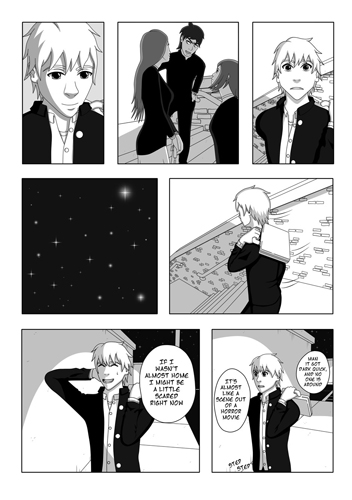 MAN
IT GOT
DARK QUICK,
AND NO
ONE IS
AROUND
IT'S
ALMOST
LIKE A
SCENE OUT
OF A
HORROR
MOVIE
STEP
STEP
IF I
WASN'T
ALMOST HOME
I MIGHT BE
A LITTLE
SCARED
RIGHT NOW